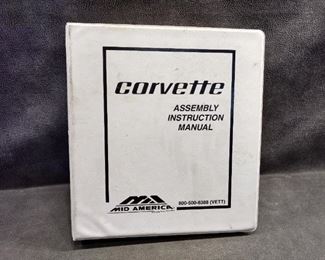 corvette
ASSEMBLY
INSTRUCTION
MANUAL
MID AMERICA
800-500-8388 (VETT)